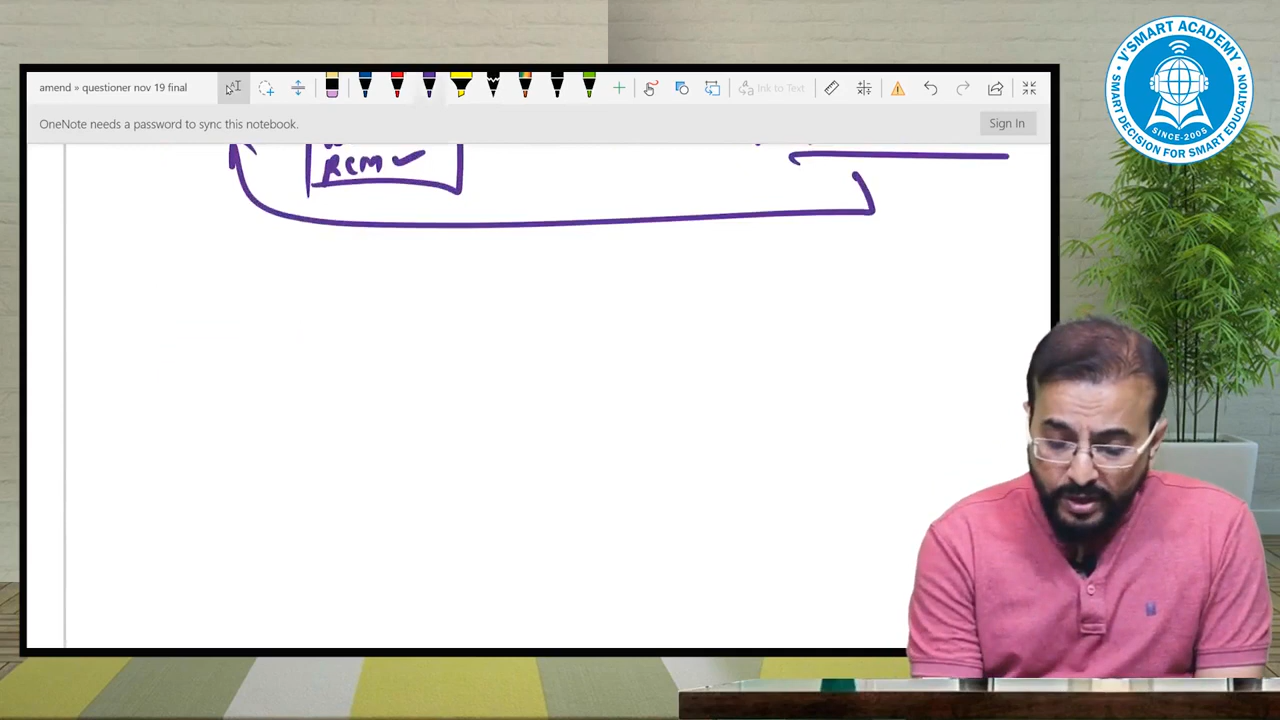 amend » questioner nov 19 final
Ink to Text
OneNote needs a password to sync this notebook.
Sign In
RCM
V'SMART ACADEMY
SINCE-2005
SMART DECISION FOR SMART EDUCATION